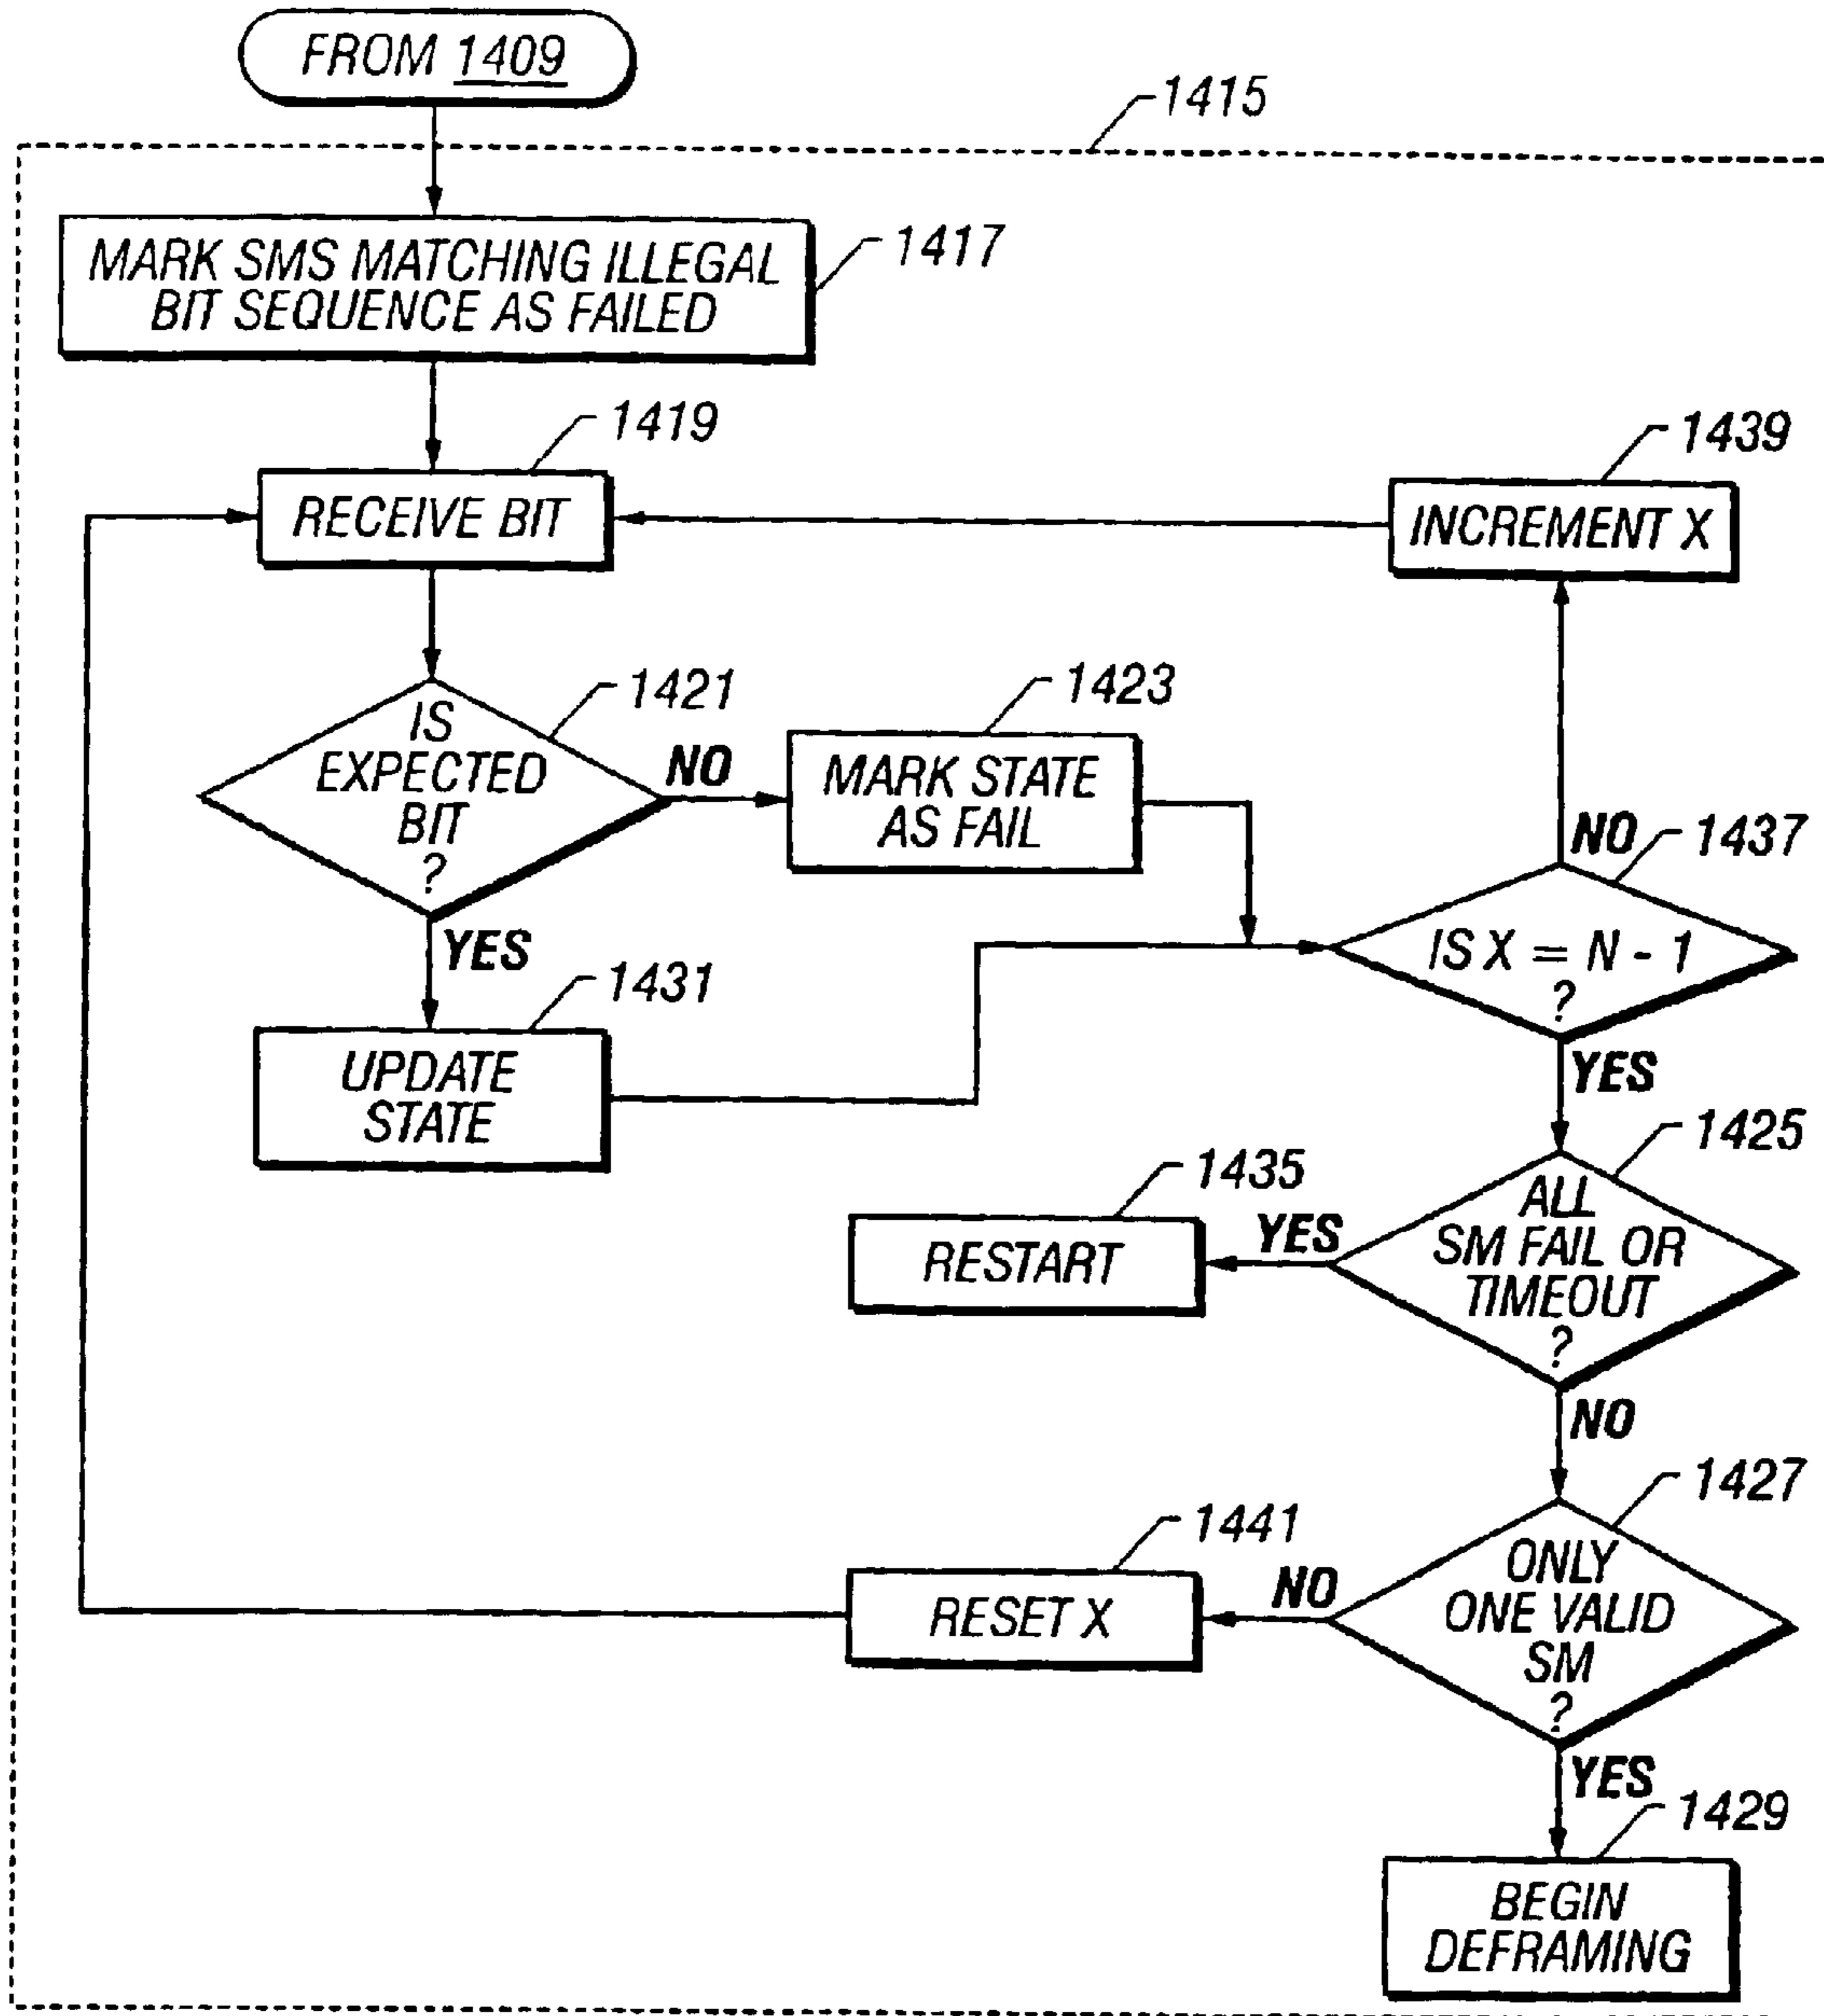 FROM 1409
1415
MARK SMS MATCHING ILLEGAL
BIT SEQUENCE AS FAILED
1417
1419
RECEIVE BIT
1439
INCREMENT X
1421
IS
EXPECTED
BIT
?
NO
YES
1423
MARK STATE
AS FAIL
1431
UPDATE
STATE
NO
1437
IS X = N - 1
?
YES
1425
ALL
SM FAIL OR
TIMEOUT
?
YES
1435
RESTART
NO
1427
ONLY
ONE VALID
SM
?
NO
1441
RESET X
YES
1429
BEGIN
DEFRAMING